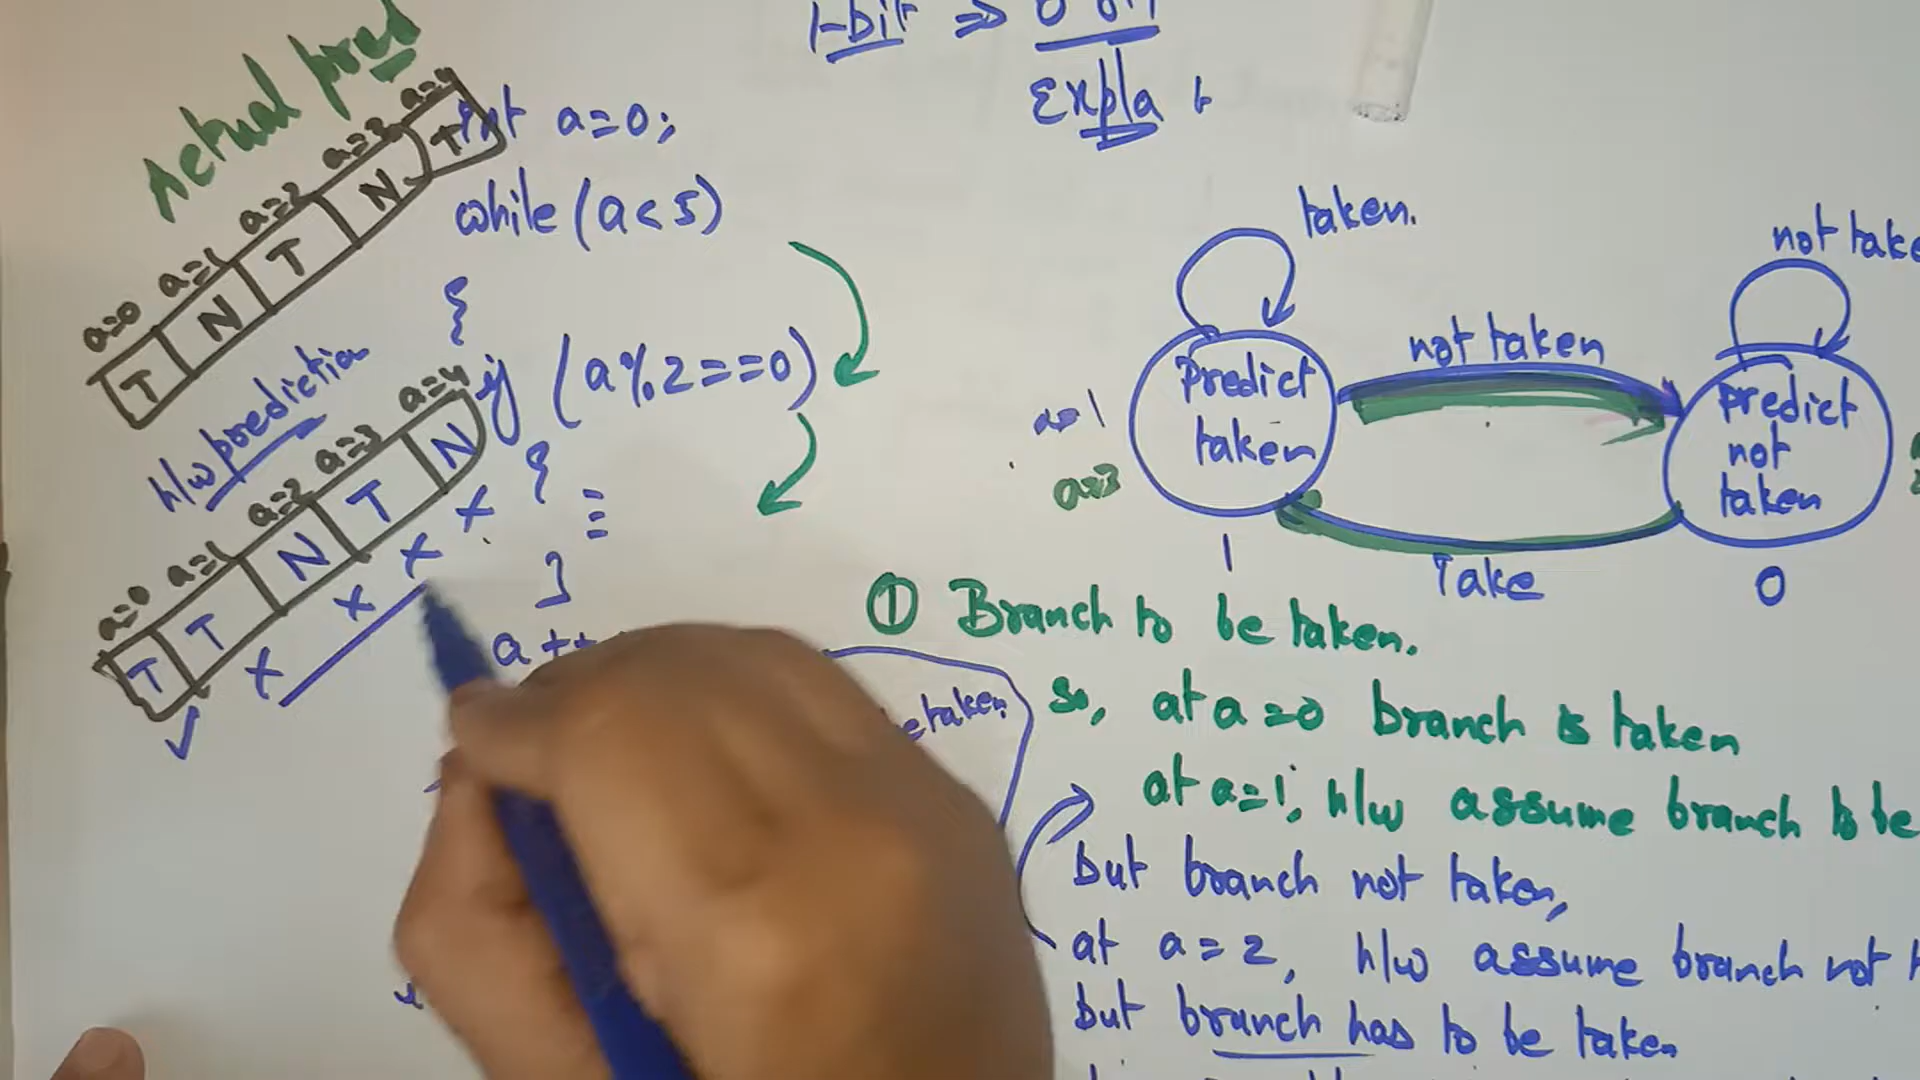 1-bit ⇒
Expla
Actual pred
a=0 a=1 a=2 a=3 a=4
T N T N T
int a=0;
while (a<5)
{
if (a%2==0)
{
}
a++
h/w prediction
a=0 a=1 a=2 a=3 a=4
T T N T N
✓ x x x x
taken.
not take
not taken
Predict
taken
predict
not
taken
a=1
a=3
1
Take
0
① Branch to be taken.
so, at a=0 branch is taken
at a=1, h/w assume branch to be
but branch not taken,
at a=2, h/w assume branch not
but branch has to be taken
be taken